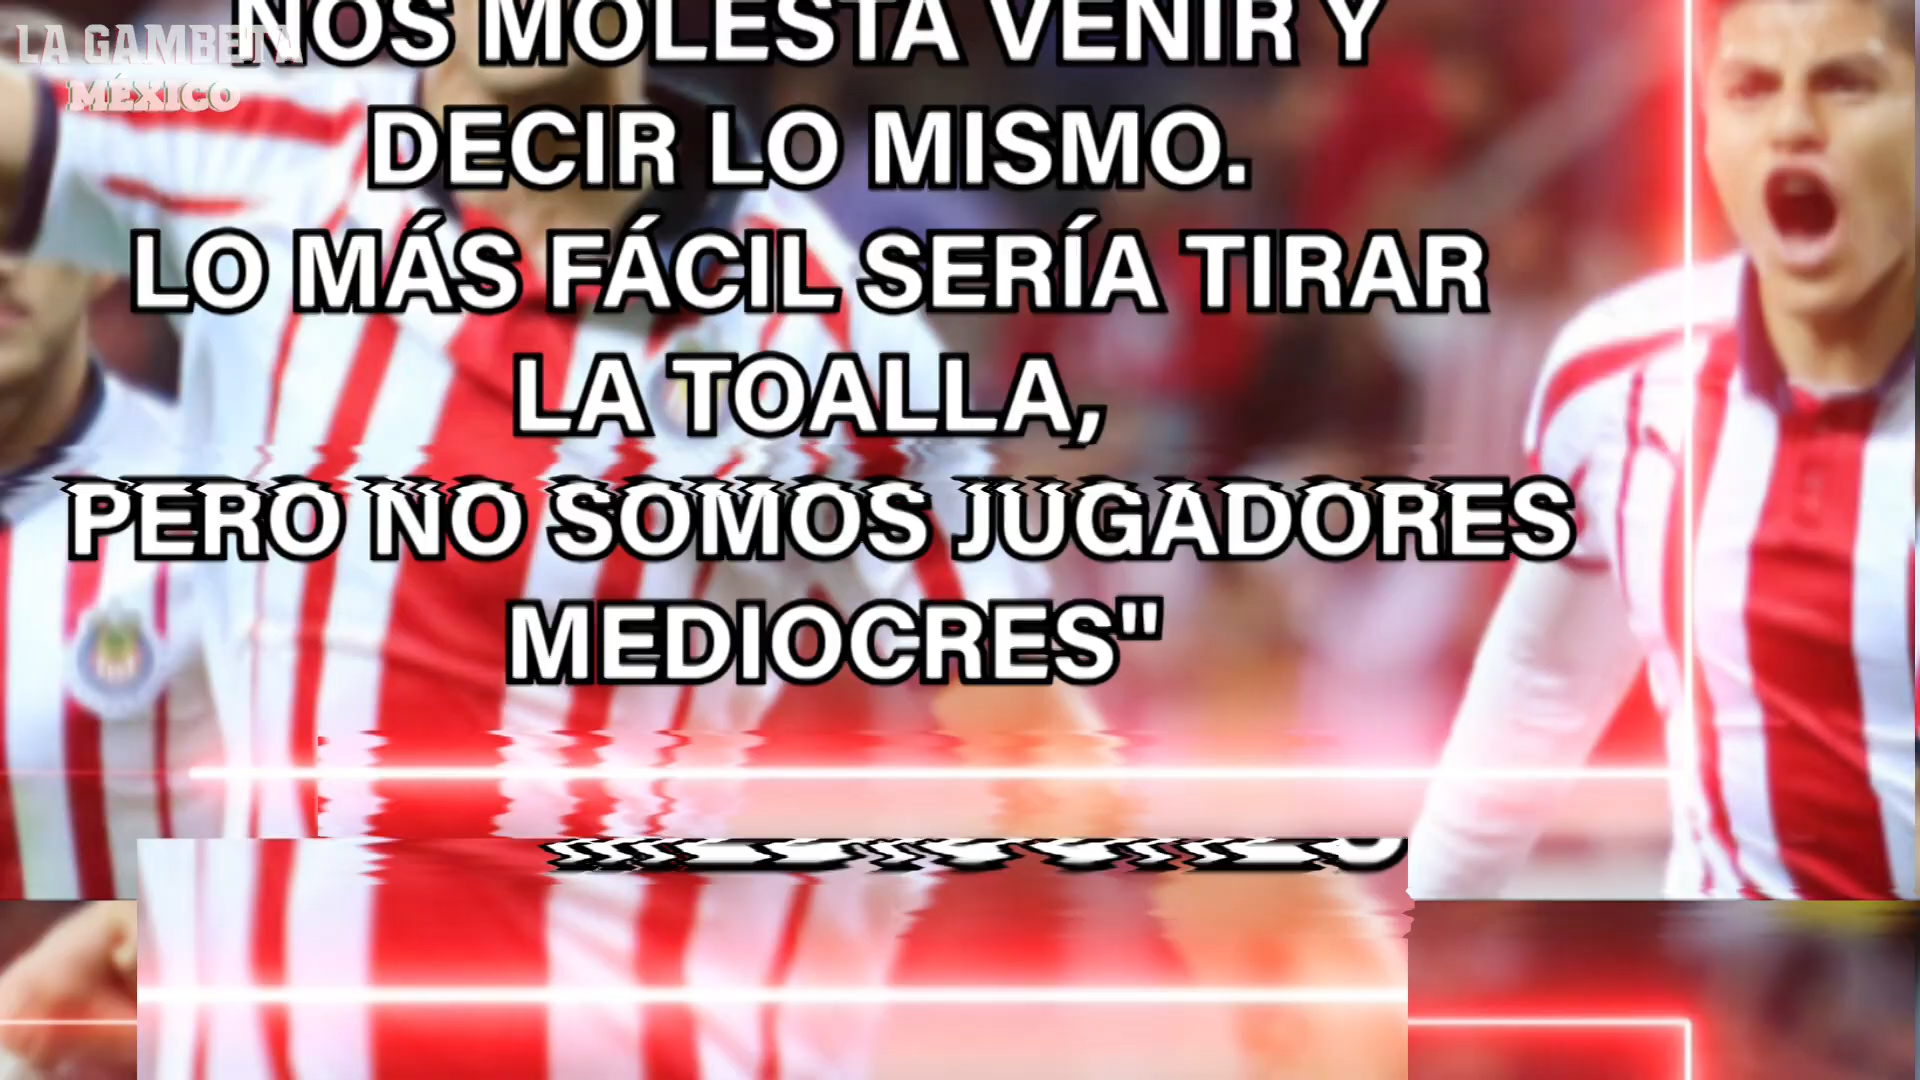 LA GAMBETA
MÉXICO
NOS MOLESTA VENIR Y
DECIR LO MISMO.
LO MÁS FÁCIL SERÍA TIRAR
LA TOALLA,
PERO NO SOMOS JUGADORES
MEDIOCRES"